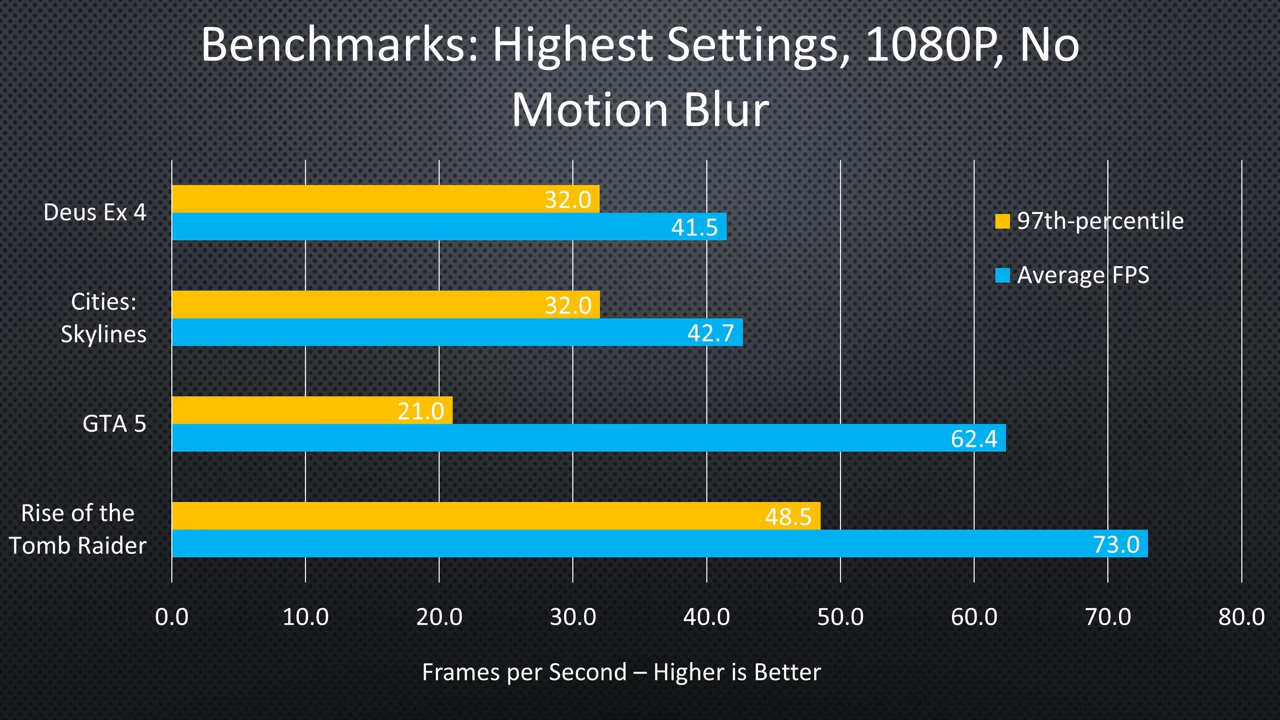 Benchmarks: Highest Settings, 1080P, No
Motion Blur
Deus Ex 4
32.0
41.5
97th-percentile
Average FPS
Cities:
Skylines
32.0
42.7
GTA 5
21.0
62.4
Rise of the
Tomb Raider
48.5
73.0
0.0 10.0 20.0 30.0 40.0 50.0 60.0 70.0 80.0
Frames per Second – Higher is Better